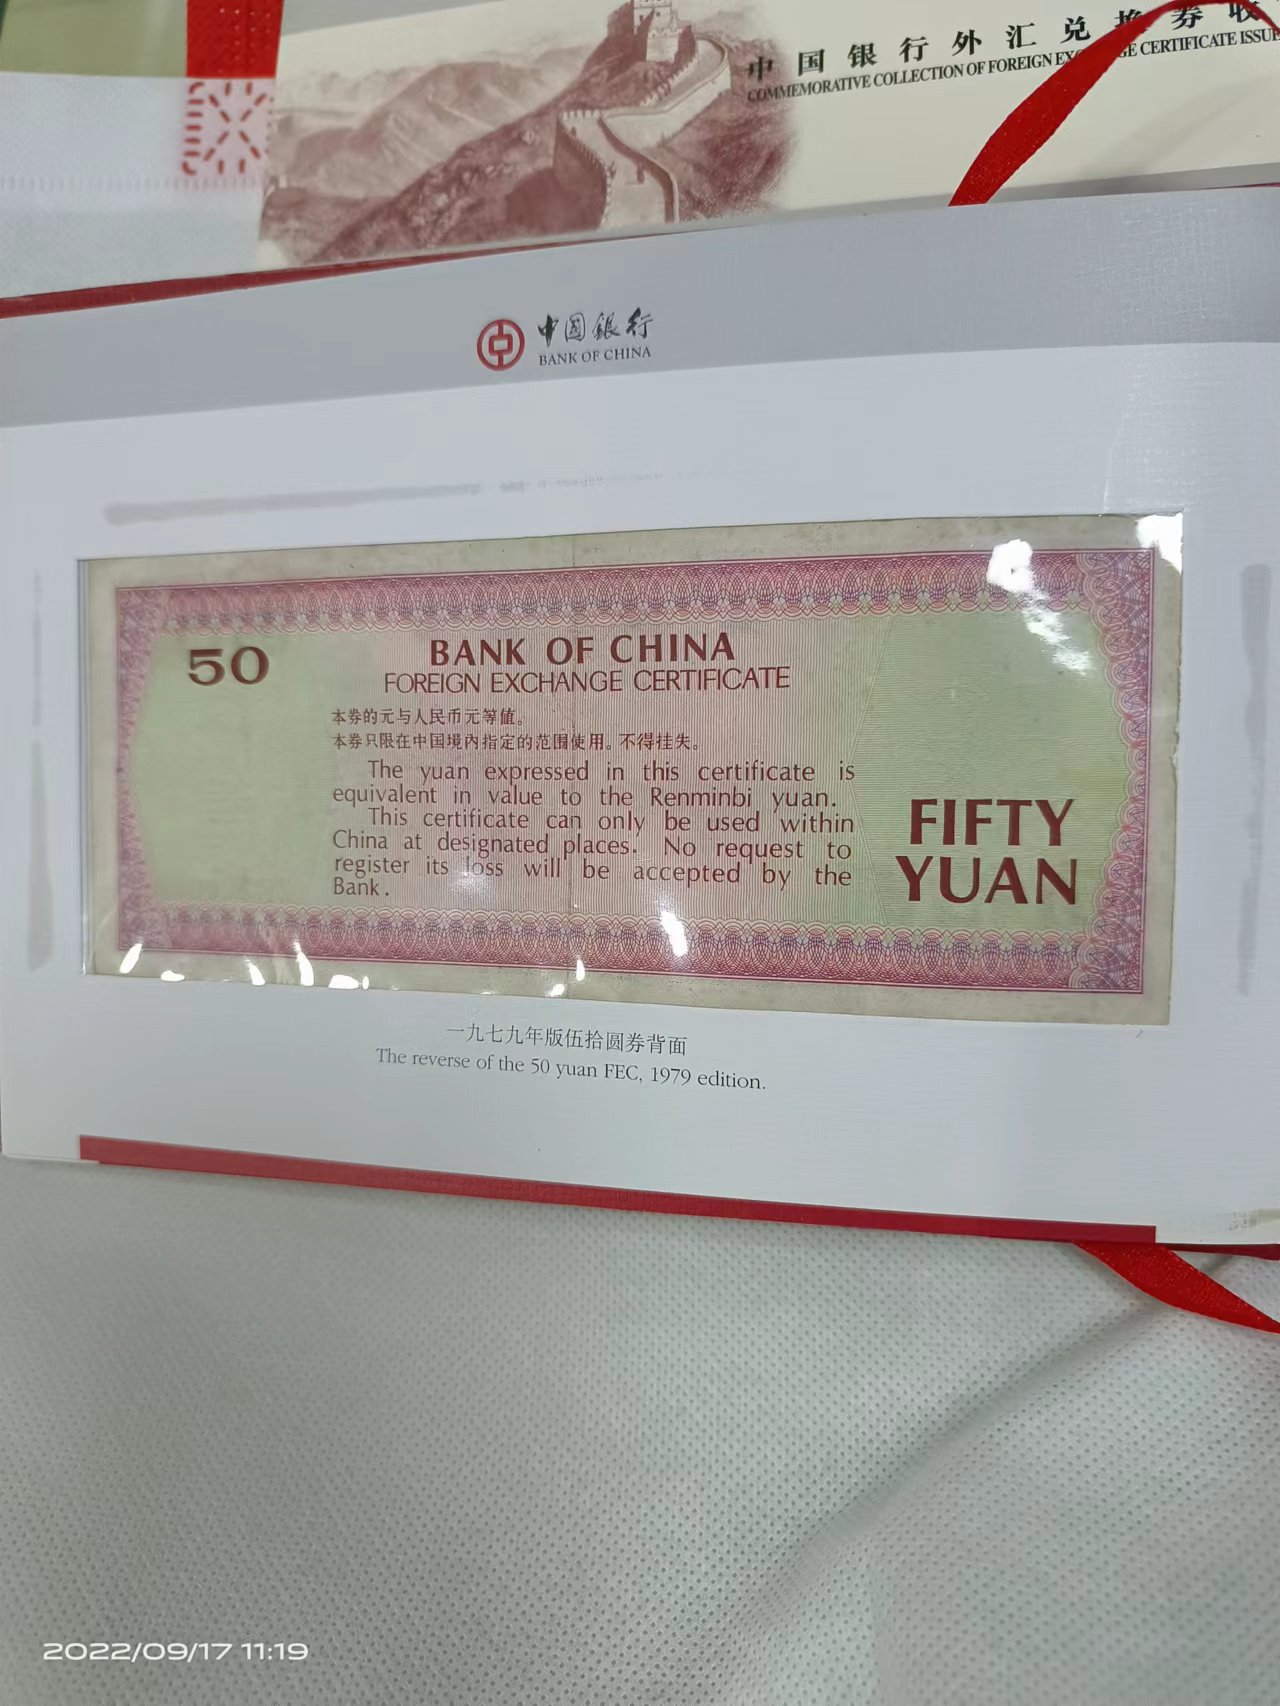 中国银行外汇兑换券收
COMMEMORATIVE COLLECTION OF FOREIGN EXCHANGE CERTIFICATE ISSUE
中国銀行
BANK OF CHINA
50
BANK OF CHINA
FOREIGN EXCHANGE CERTIFICATE
本券的元与人民币元等值。
本券只限在中国境内指定的范围使用。不得挂失。
The yuan expressed in this certificate is
equivalent in value to the Renminbi yuan.
This certificate can only be used within
China at designated places. No request to
register its loss will be accepted by the
Bank.
FIFTY
YUAN
一九七九年版伍拾圆券背面
The reverse of the 50 yuan FEC, 1979 edition.
2022/09/17 11:19